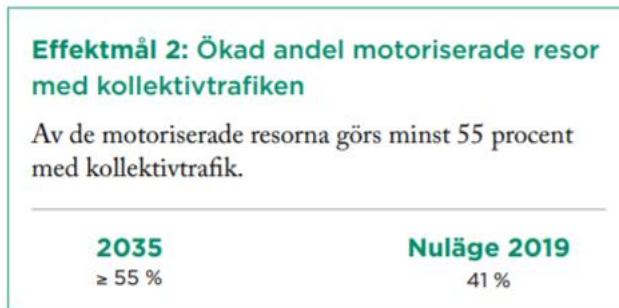 Effektmål 2: Ökad andel motoriserade resor
med kollektivtrafiken
Av de motoriserade resorna görs minst 55 procent
med kollektivtrafik.
2035
≥ 55 %
Nuläge 2019
41 %